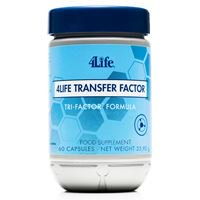 4Life
4LIFE TRANSFER FACTOR
TRI-FACTOR FORMULA
FOOD SUPPLEMENT
60 CAPSULES - NET WEIGHT